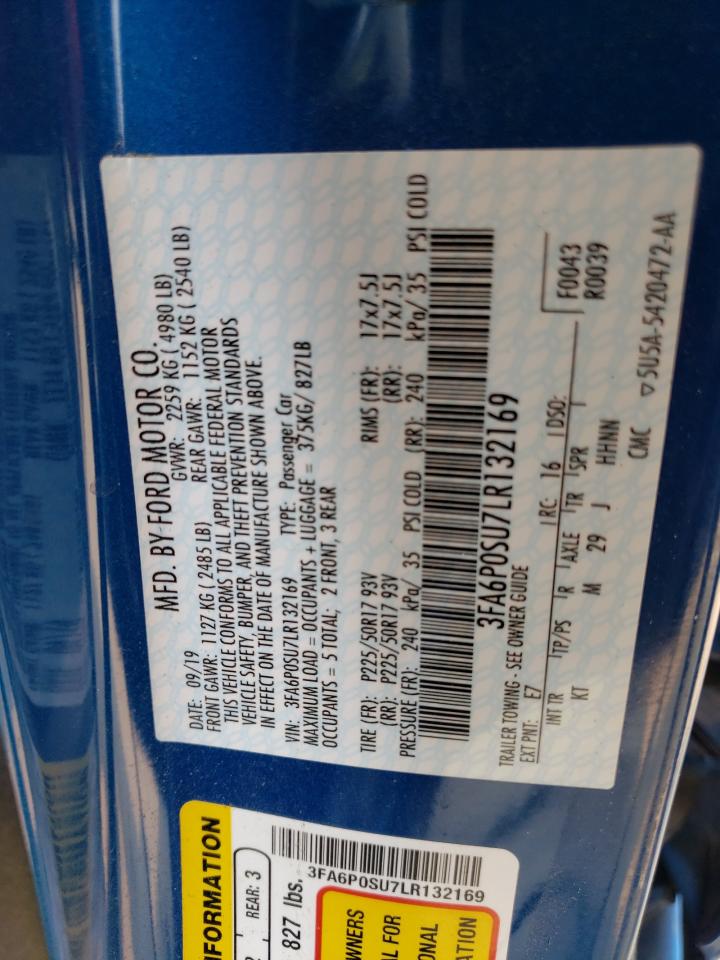 MFD. BY FORD MOTOR CO.
DATE: 09/19 GVWR: 2259 KG ( 4980 LB)
FRONT GAWR: 1127 KG ( 2485 LB) REAR GAWR: 1152 KG ( 2540 LB)
THIS VEHICLE CONFORMS TO ALL APPLICABLE FEDERAL MOTOR
VEHICLE SAFETY, BUMPER, AND THEFT PREVENTION STANDARDS
IN EFFECT ON THE DATE OF MANUFACTURE SHOWN ABOVE.
VIN: 3FA6P0SU7LR132169 TYPE: Passenger Car
MAXIMUM LOAD = OCCUPANTS + LUGGAGE = 375KG/ 827LB
OCCUPANTS = 5 TOTAL; 2 FRONT, 3 REAR
TIRE (FR): P225/50R17 93V RIMS (FR): 17x7.5J
(RR): P225/50R17 93V (RR): 17x7.5J
PRESSURE (FR): 240 kPa/ 35 PSI COLD (RR): 240 kPa/ 35 PSI COLD
3FA6P0SU7LR132169
TRAILER TOWING - SEE OWNER GUIDE
EXT PNT: E7 RC: 16 DSO: F0043
INT TR TP/PS R AXLE TR SPR R0039
KT M 29 J HHNN
CMC ▽ 5U5A-5420472-AA
FORMATION
REAR: 3
827 lbs.
3FA6P0SU7LR132169
WNERS
L FOR
ONAL
ATION